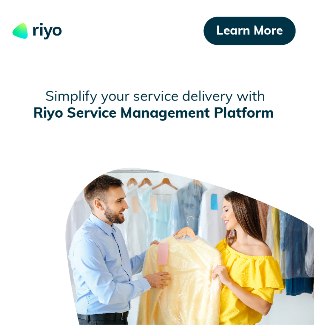 riyo
Learn More
Simplify your service delivery with
Riyo Service Management Platform